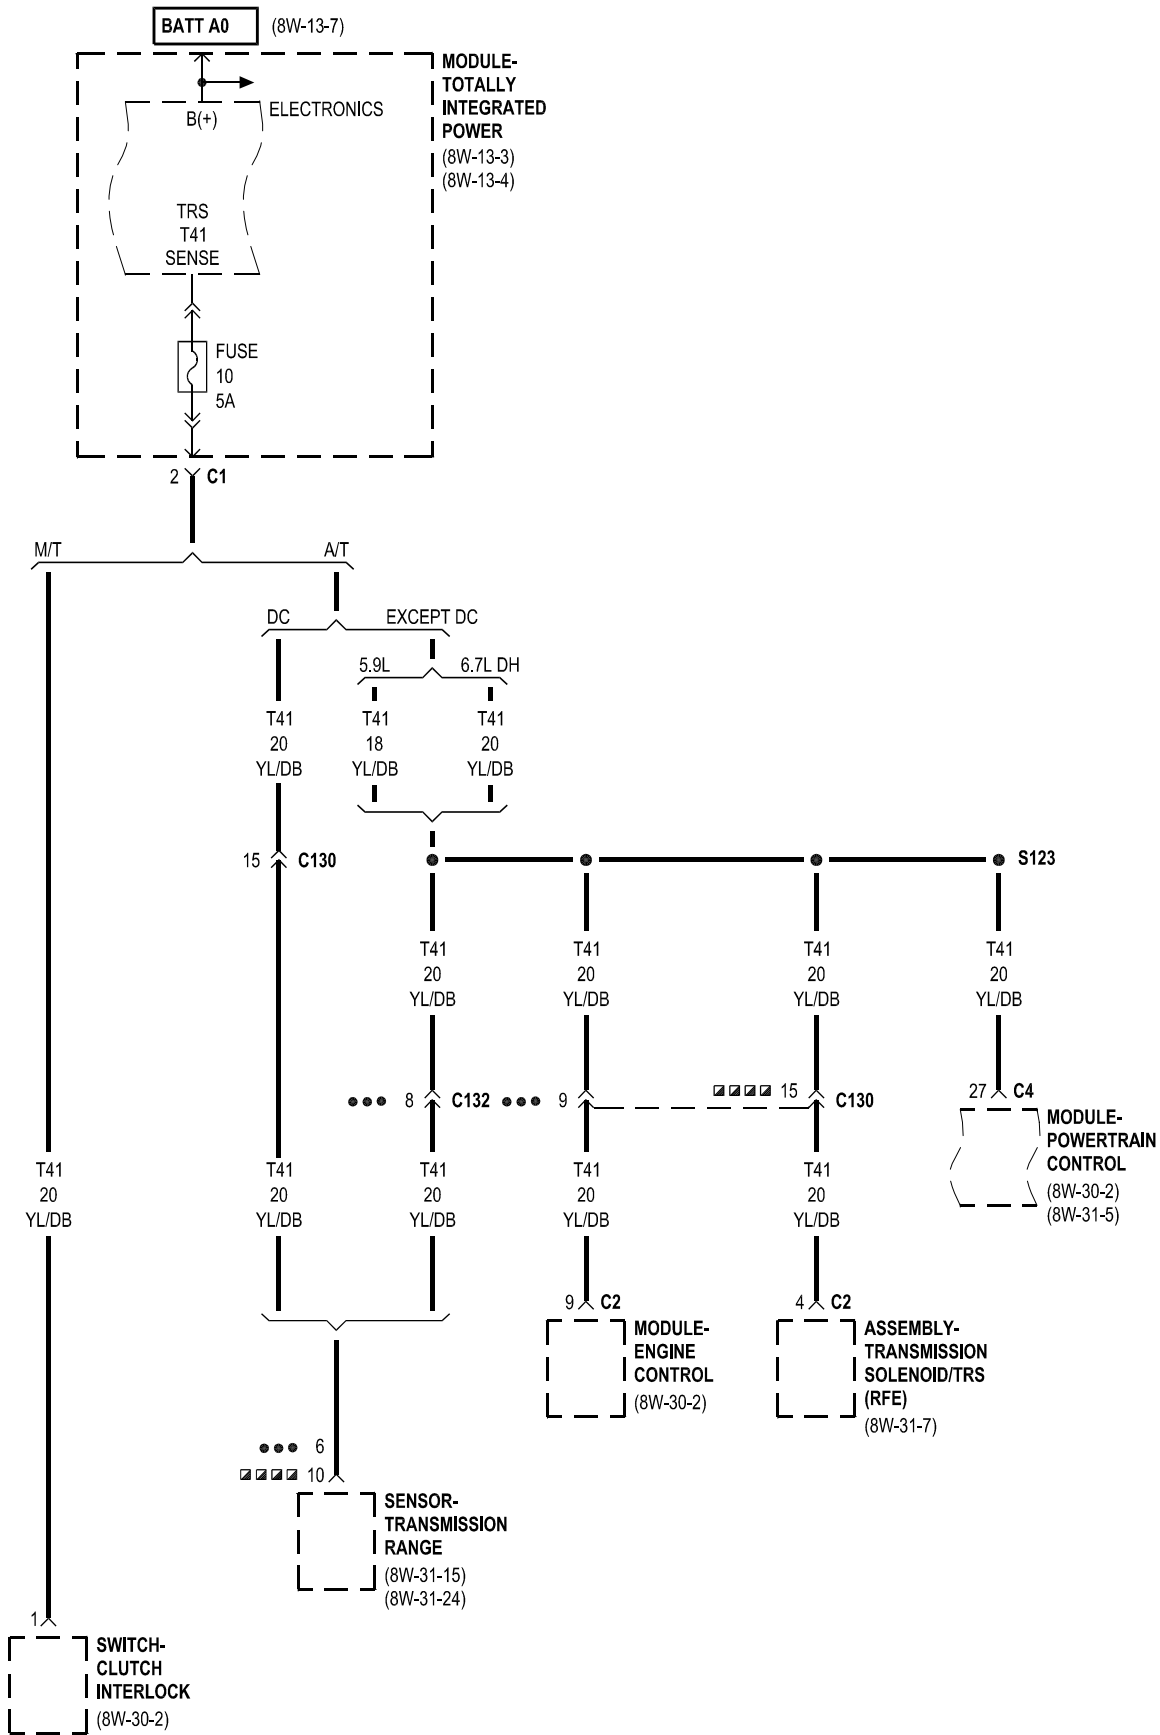 BATT A0 (8W-13-7)
MODULE-
TOTALLY
INTEGRATED
POWER
(8W-13-3)
(8W-13-4)
ELECTRONICS
B(+)
TRS
T41
SENSE
FUSE
10
5A
2 C1
M/T A/T
DC EXCEPT DC
5.9L 6.7L DH
T41 T41 T41
20 18 20
YL/DB YL/DB YL/DB
15 C130
S123
T41 T41 T41 T41
20 20 20 20
YL/DB YL/DB YL/DB YL/DB
8 C132 9 15 C130 27 C4
MODULE-
POWERTRAIN
CONTROL
(8W-30-2)
(8W-31-5)
T41 T41 T41 T41 T41
20 20 20 20 20
YL/DB YL/DB YL/DB YL/DB YL/DB
9 C2 4 C2
MODULE-
ENGINE
CONTROL
(8W-30-2)
ASSEMBLY-
TRANSMISSION
SOLENOID/TRS
(RFE)
(8W-31-7)
6
10
SENSOR-
TRANSMISSION
RANGE
(8W-31-15)
(8W-31-24)
1
SWITCH-
CLUTCH
INTERLOCK
(8W-30-2)